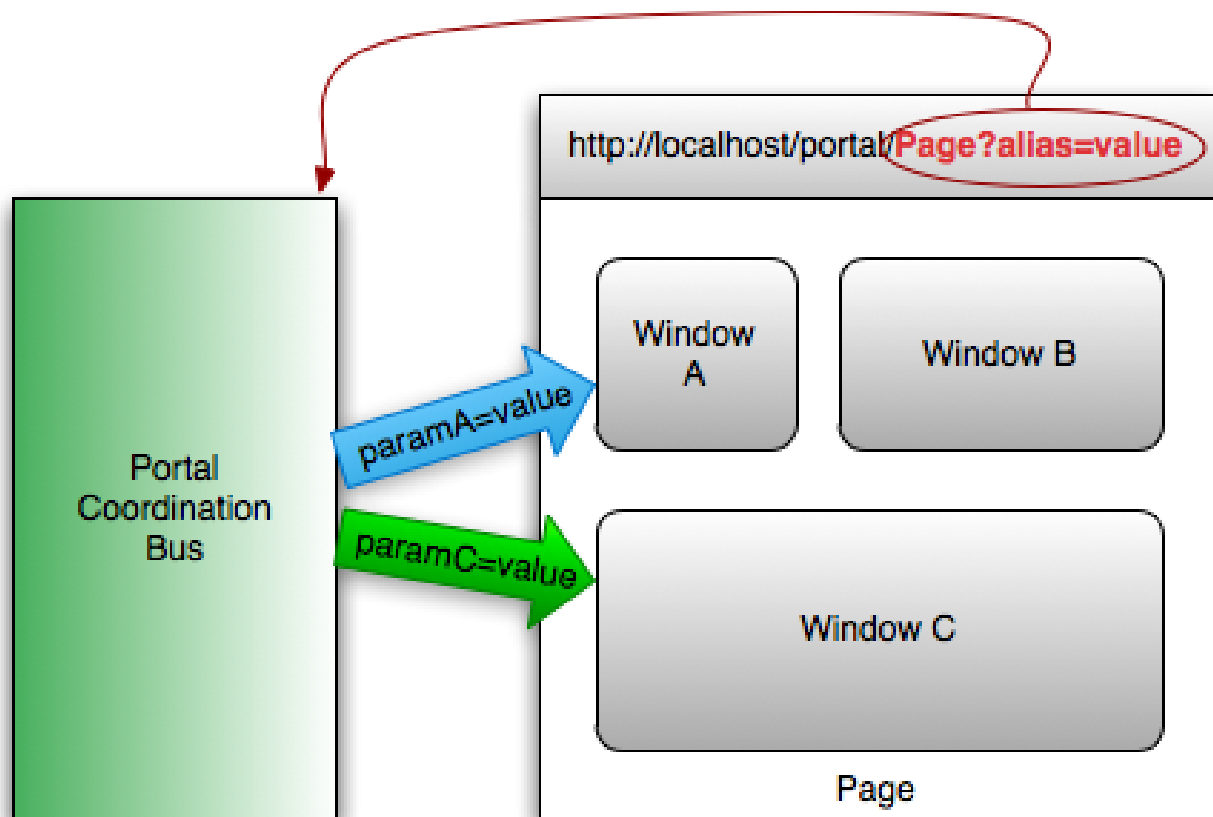 http://localhost/portal/Page?alias=value
Window
A
Window B
paramA=value
Portal
Coordination
Bus
paramC=value
Window C
Page